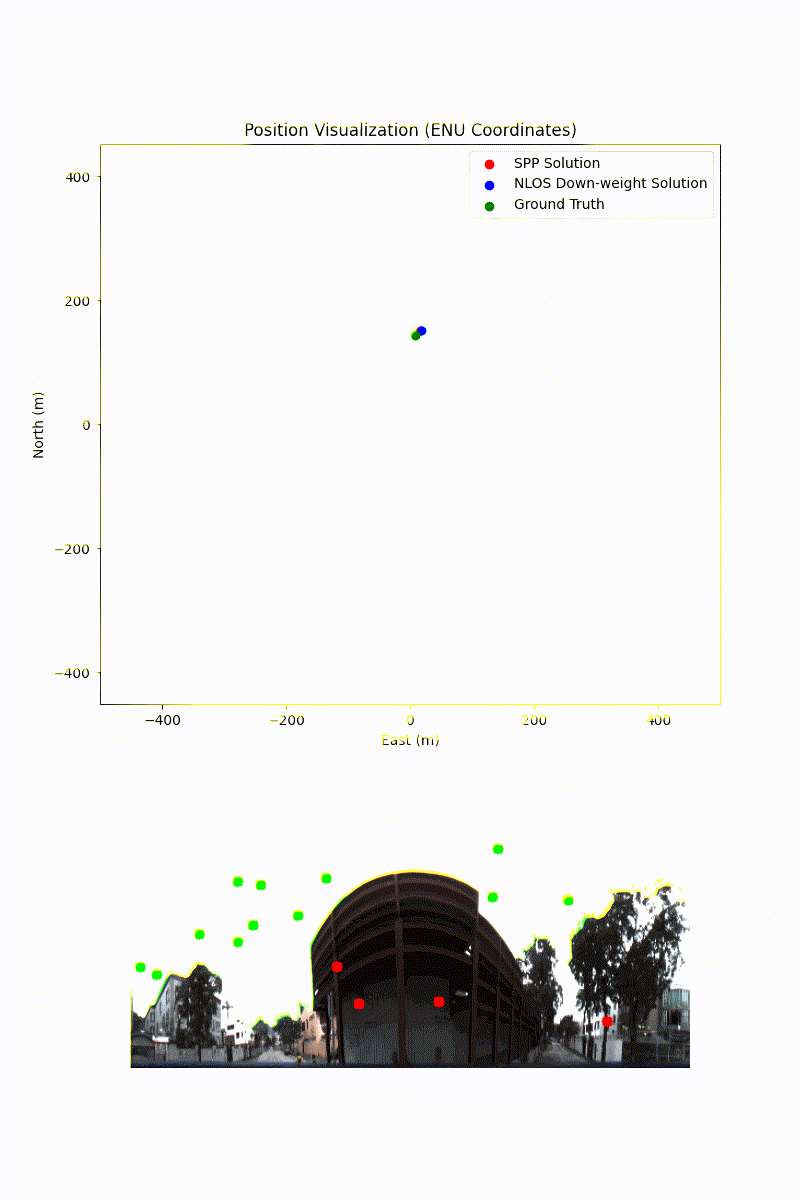 Position Visualization (ENU Coordinates)
SPP Solution
NLOS Down-weight Solution
Ground Truth
400
200
0
−200
−400
North (m)
−400
−200
0
200
400
East (m)